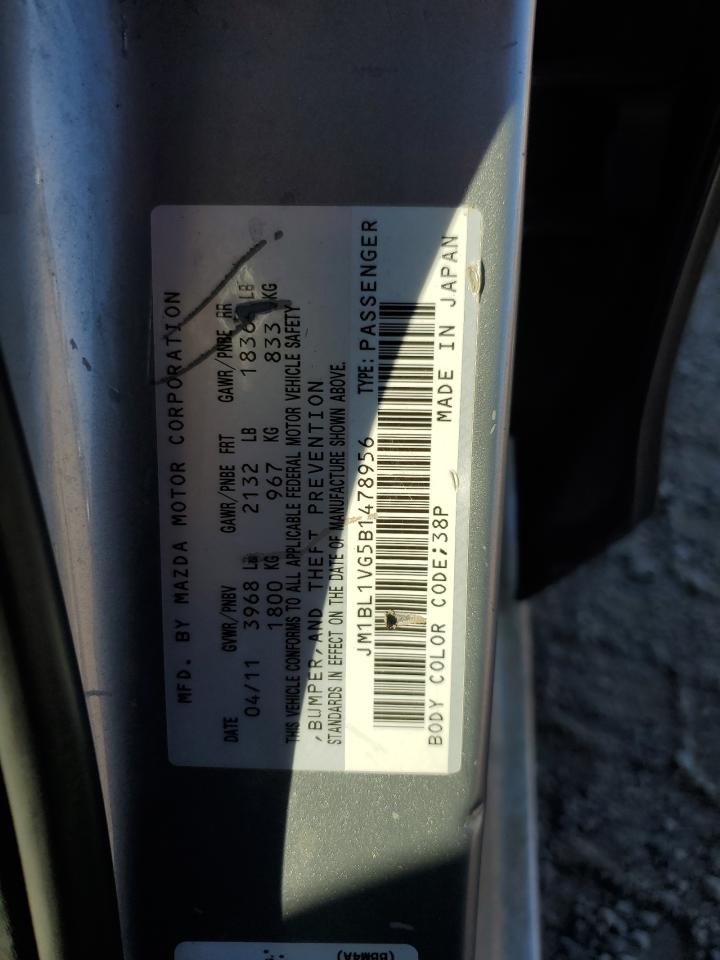 MFD. BY MAZDA MOTOR CORPORATION
DATE GVWR/PNBV GAWR/PNBE FRT GAWR/PNBE RR
04/11 3968 LB 2132 LB 1836 LB
1800 KG 967 KG 833 KG
THIS VEHICLE CONFORMS TO ALL APPLICABLE FEDERAL MOTOR VEHICLE SAFETY
,BUMPER,AND THEFT PREVENTION
STANDARDS IN EFFECT ON THE DATE OF MANUFACTURE SHOWN ABOVE.
JM1BL1VG5B1478956 TYPE:PASSENGER
BODY COLOR CODE;38P MADE IN JAPAN
(BBM4A)